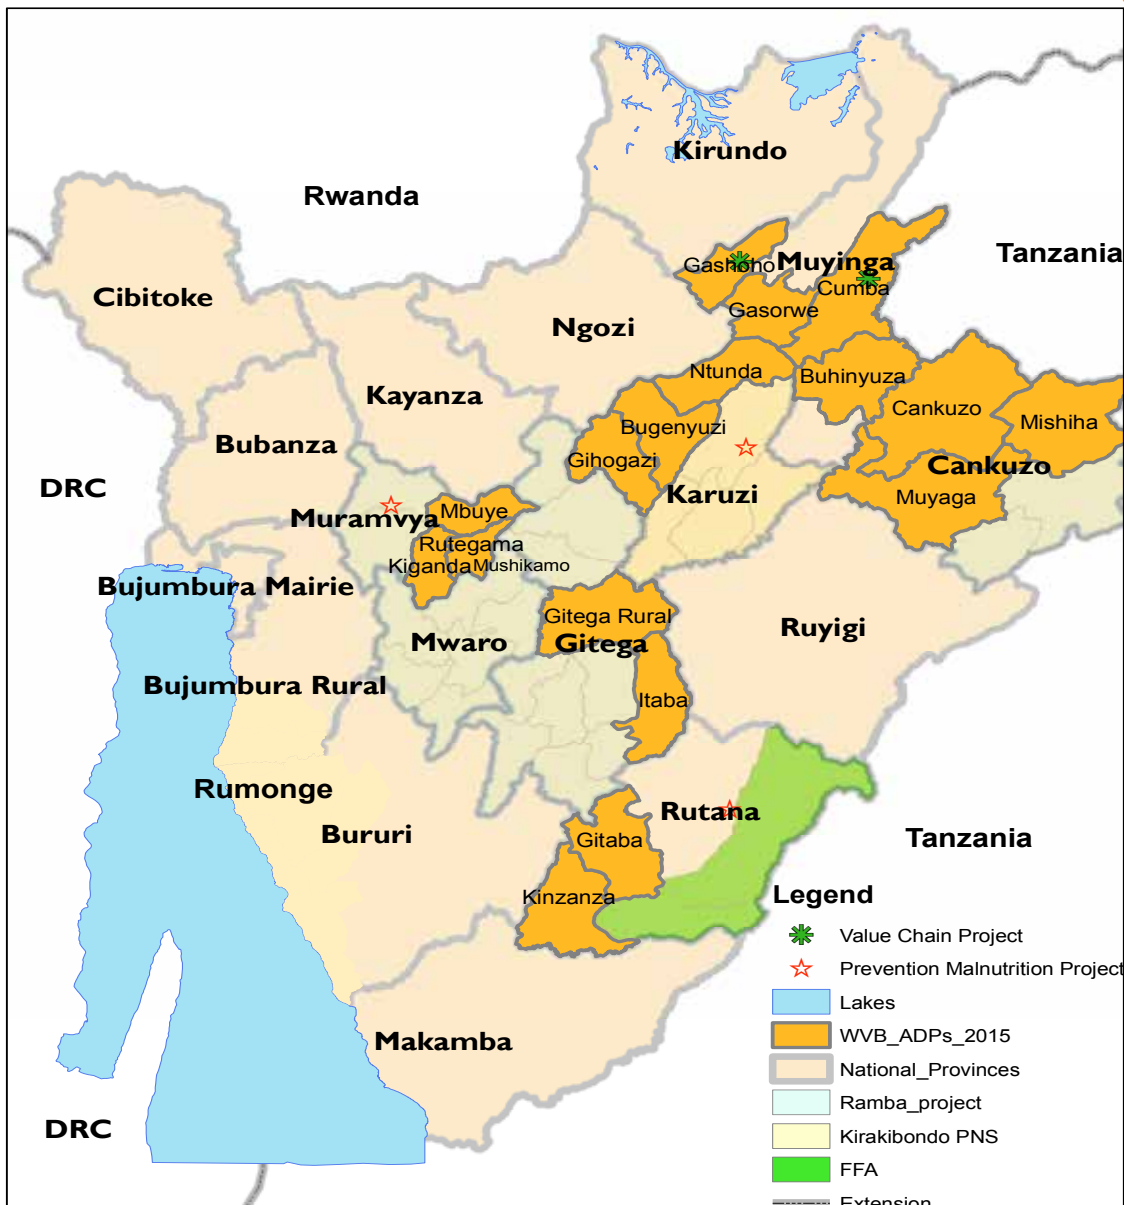 Kirundo
Rwanda
Tanzania
Muyinga
Gashoho
Cumba
Cibitoke
Gasorwe
Ngozi
Ntunda
Buhinyuza
Kayanza
Cankuzo
Mishiha
Bugenyuzi
Bubanza
Gihogazi
Cankuzo
DRC
Karuzi
Muyaga
Mbuye
Muramvya
Rutegama
Kiganda
Mushikamo
Bujumbura Mairie
Gitega Rural
Ruyigi
Mwaro
Gitega
Bujumbura Rural
Itaba
Rumonge
Rutana
Bururi
Gitaba
Tanzania
Kinzanza
Makamba
DRC
Legend
Value Chain Project
Prevention Malnutrition Project
Lakes
WVB_ADPs_2015
National_Provinces
Ramba_project
Kirakibondo PNS
FFA
Extension